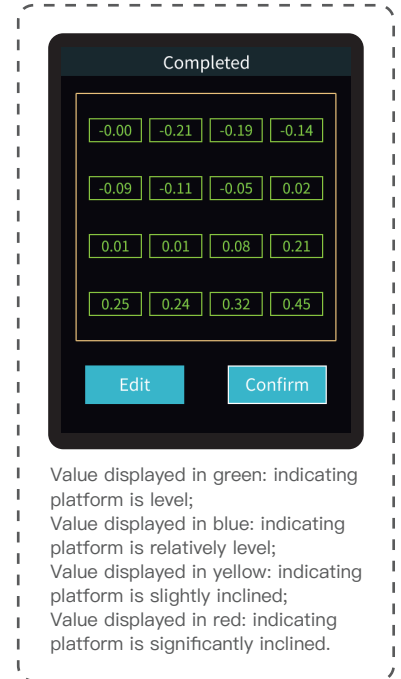 Completed
-0.00 -0.21 -0.19 -0.14
-0.09 -0.11 -0.05 0.02
0.01 0.01 0.08 0.21
0.25 0.24 0.32 0.45
Edit Confirm
Value displayed in green: indicating
platform is level;
Value displayed in blue: indicating
platform is relatively level;
Value displayed in yellow: indicating
platform is slightly inclined;
Value displayed in red: indicating
platform is significantly inclined.